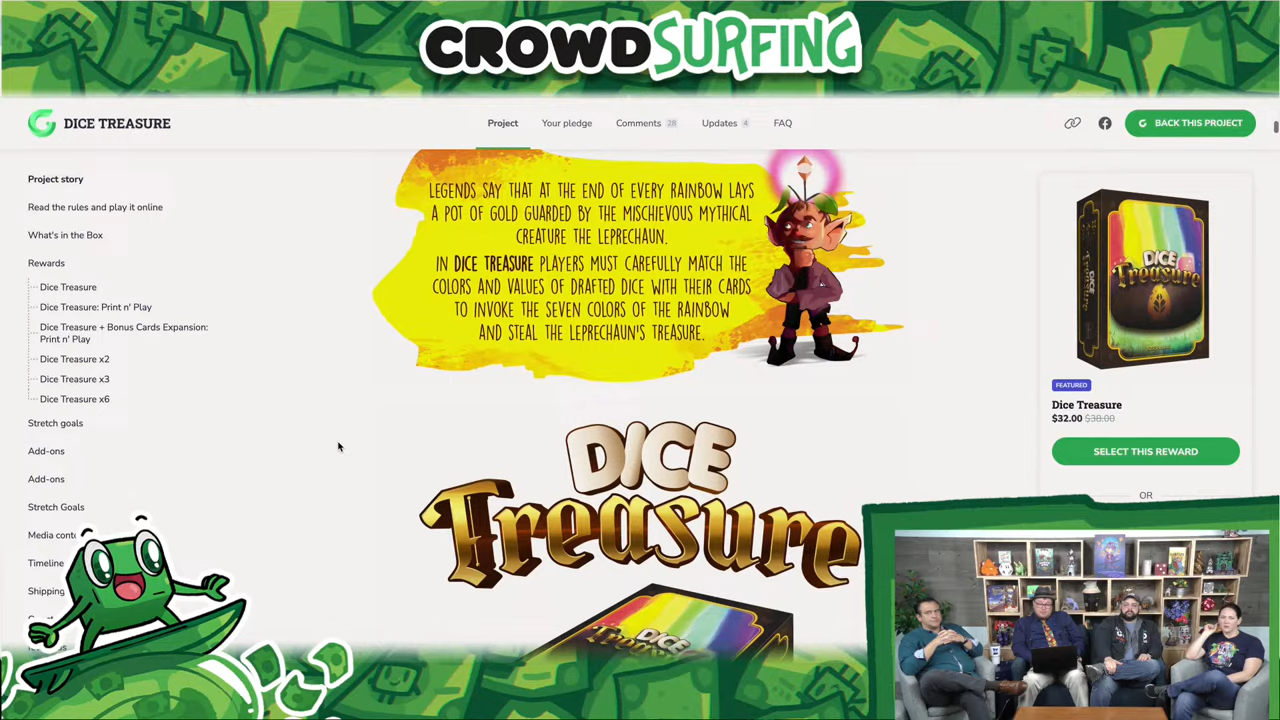 CROWDSURFING
DICE TREASURE
Project
Your pledge
Comments 28
Updates 4
FAQ
BACK THIS PROJECT
Project story
Read the rules and play it online
What's in the Box
Rewards
Dice Treasure
Dice Treasure: Print n' Play
Dice Treasure + Bonus Cards Expansion:
Print n' Play
Dice Treasure x2
Dice Treasure x3
Dice Treasure x6
Stretch goals
Add-ons
Add-ons
Stretch Goals
Timeline
Shipping
LEGENDS SAY THAT AT THE END OF EVERY RAINBOW LAYS
A POT OF GOLD GUARDED BY THE MISCHIEVOUS MYTHICAL
CREATURE THE LEPRECHAUN.
IN DICE TREASURE PLAYERS MUST CAREFULLY MATCH THE
COLORS AND VALUES OF DRAFTED DICE WITH THEIR CARDS
TO INVOKE THE SEVEN COLORS OF THE RAINBOW
AND STEAL THE LEPRECHAUN'S TREASURE.
DICE
Treasure
DICE
Treasure
DICE
Treasure
FEATURED
Dice Treasure
$32.00 $38.00
SELECT THIS REWARD
OR